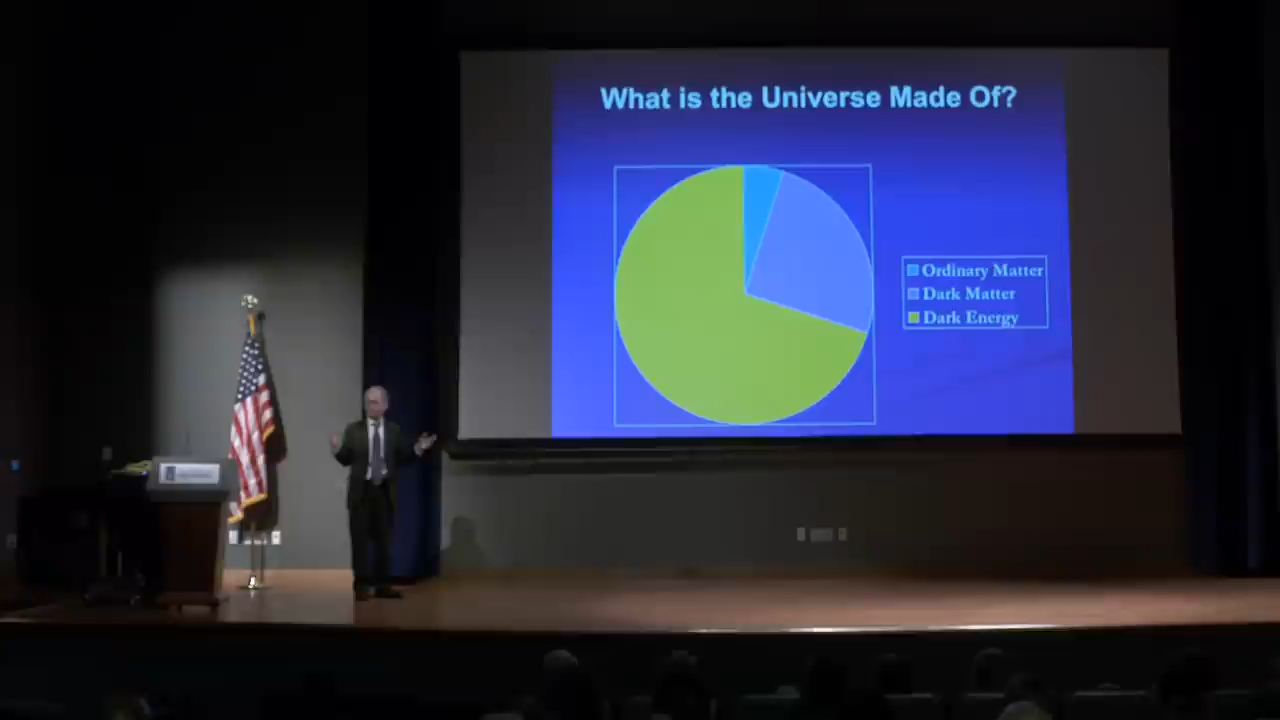 What is the Universe Made Of?
Ordinary Matter
Dark Matter
Dark Energy